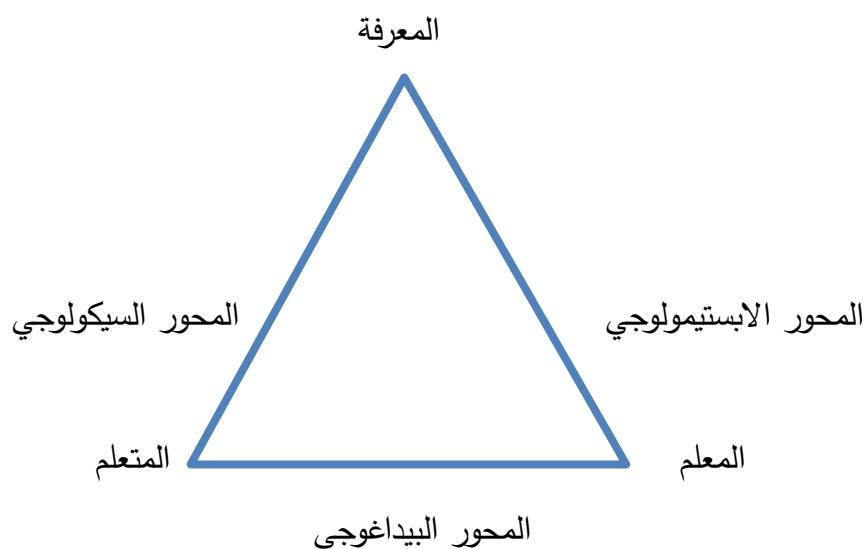 المعرفة
المحور الابستيمولوجي
المحور السيكولوجي
المعلم
المتعلم
المحور البيداغوجي